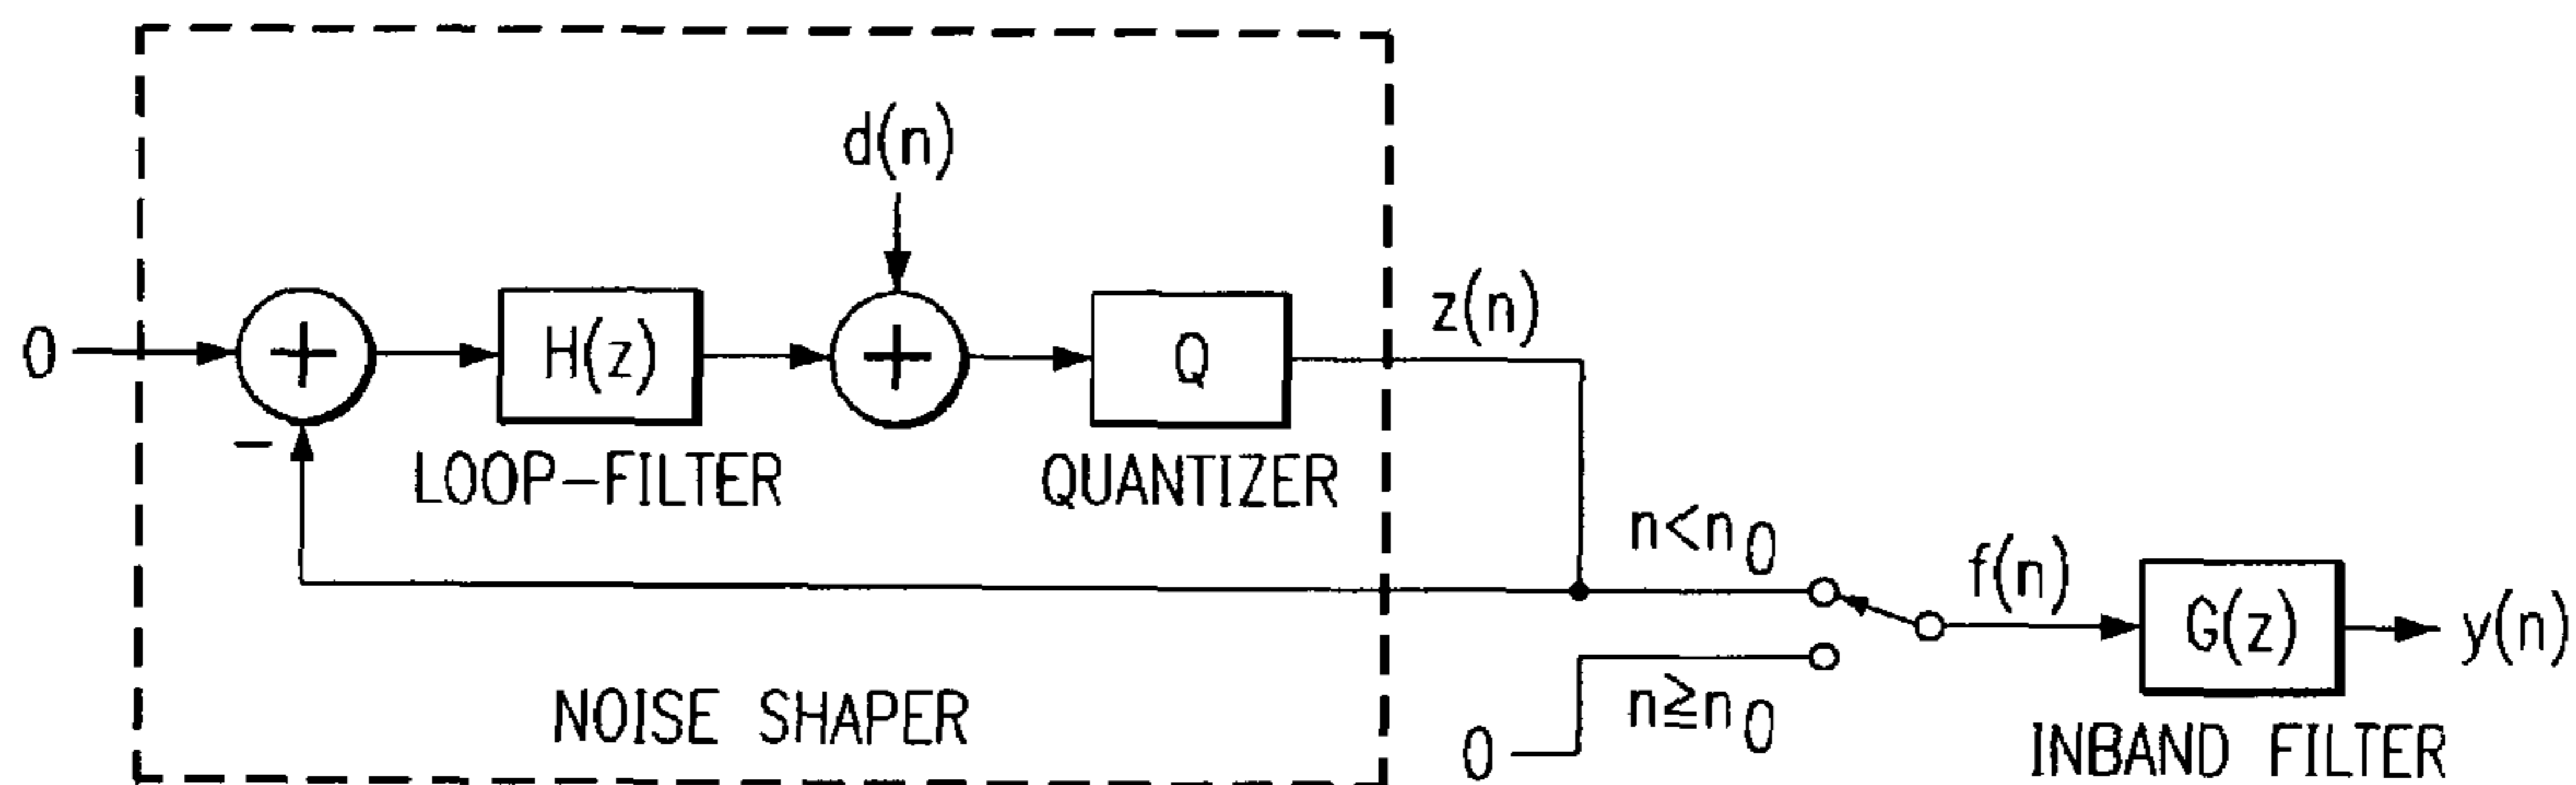 d(n)
0
+
H(z)
+
Q
z(n)
−
LOOP-FILTER
QUANTIZER
n<n0
f(n)
G(z)
y(n)
n≧n0
0
NOISE SHAPER
INBAND FILTER